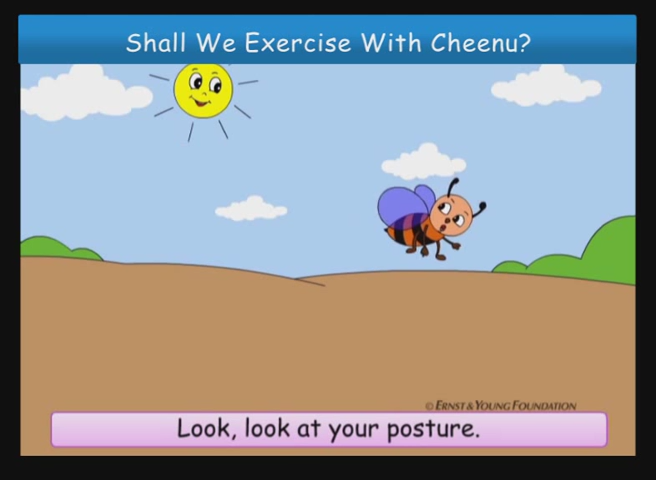 Shall We Exercise With Cheenu?
© ERNST & YOUNG FOUNDATION
Look, look at your posture.